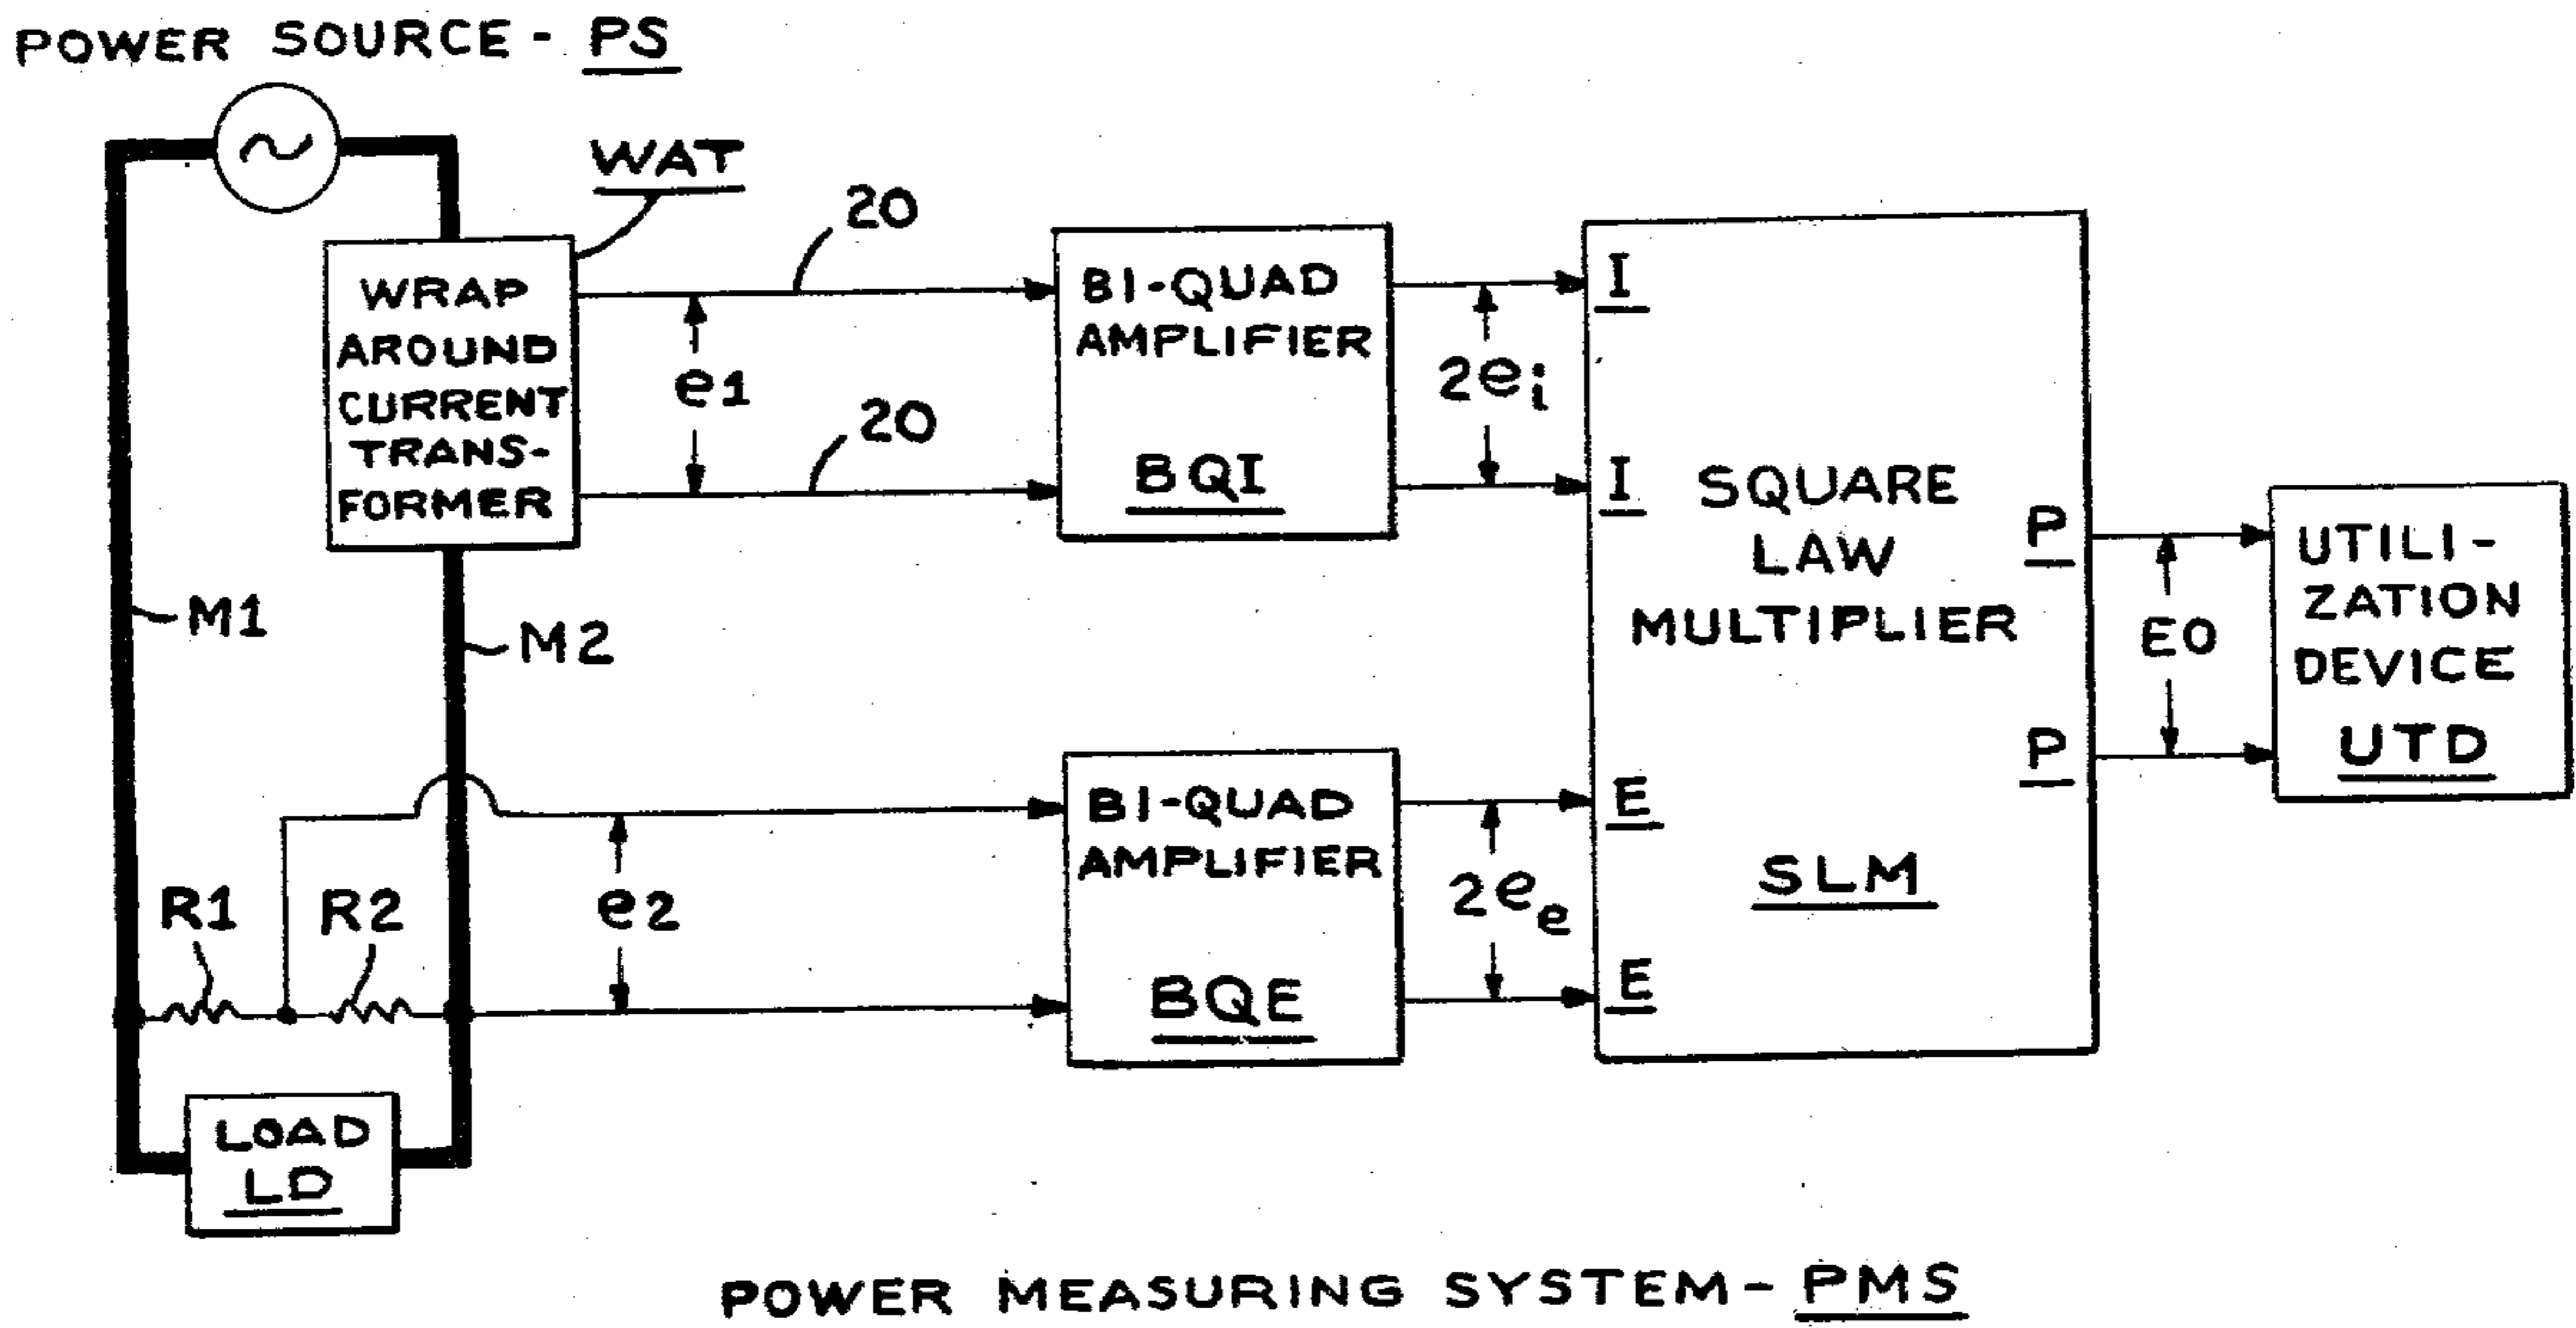 POWER SOURCE - PS
WAT
WRAP
AROUND
CURRENT
TRANS-
FORMER
20
e1
20
BI-QUAD
AMPLIFIER
BQI
2ei
I
I
SQUARE
LAW
MULTIPLIER
P
P
E
E
SLM
E0
UTILI-
ZATION
DEVICE
UTD
M1
M2
R1
R2
e2
BI-QUAD
AMPLIFIER
BQE
2ee
LOAD
LD
POWER MEASURING SYSTEM - PMS